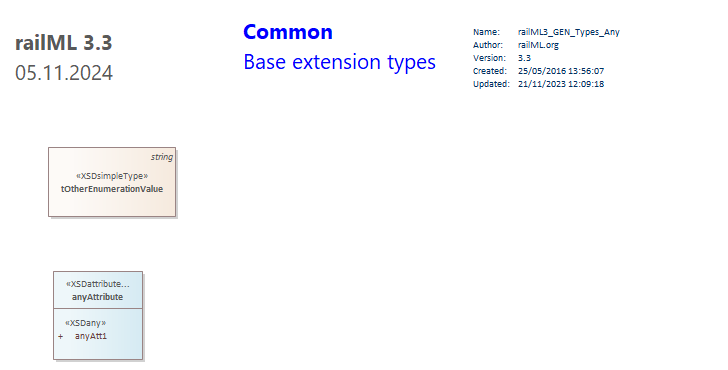 railML 3.3
05.11.2024
Common
Base extension types
Name: railML3_GEN_Types_Any
Author: railML.org
Version: 3.3
Created: 25/05/2016 13:56:07
Updated: 21/11/2023 12:09:18
string
«XSDsimpleType»
tOtherEnumerationValue
«XSDattribute...
anyAttribute
«XSDany»
+ anyAtt1